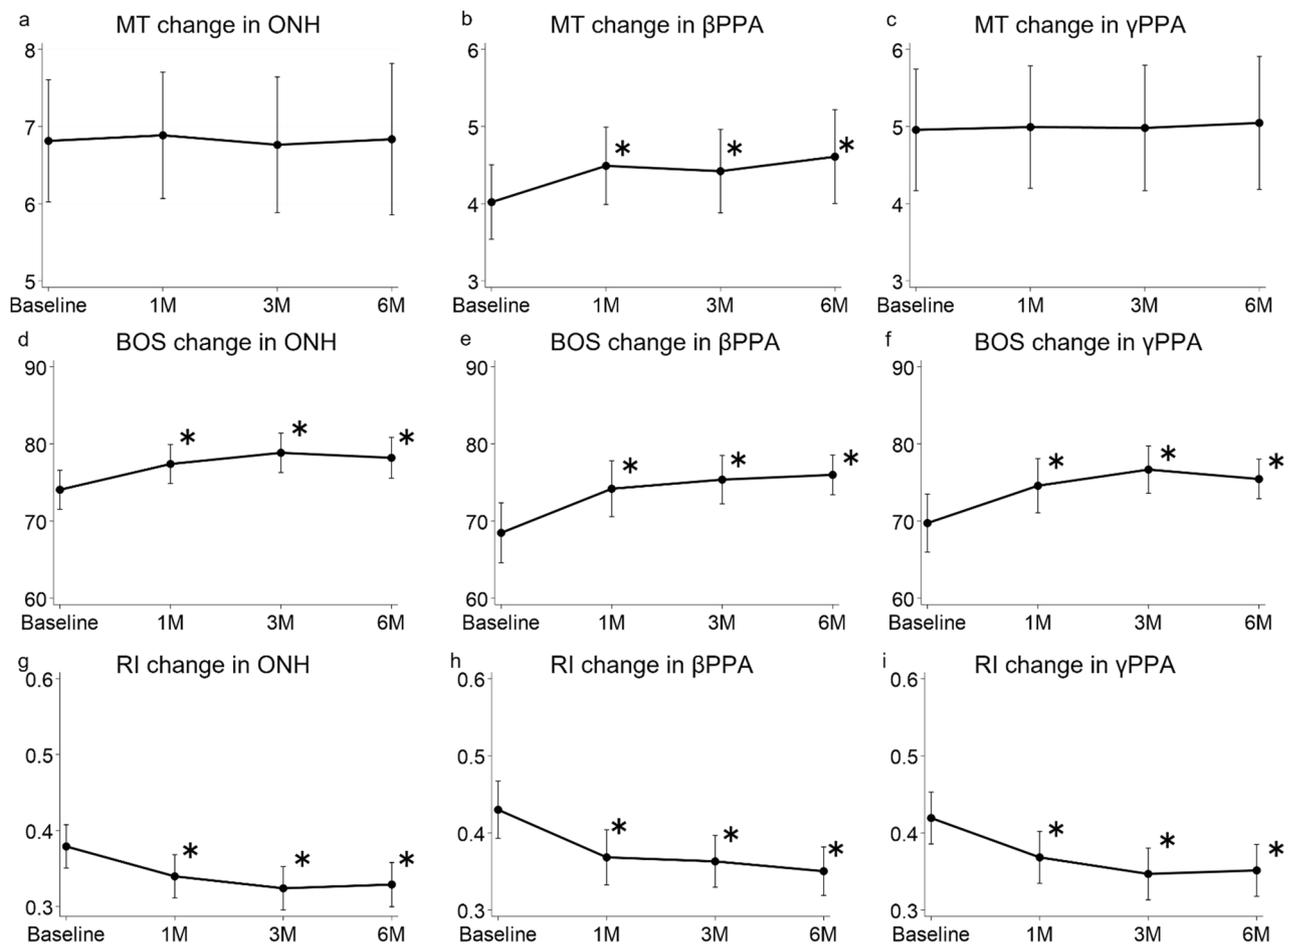 a MT change in ONH
8
7
6
5
Baseline 1M 3M 6M
b MT change in βPPA
6
5
4
3
* * *
Baseline 1M 3M 6M
c MT change in γPPA
6
5
4
3
Baseline 1M 3M 6M
d BOS change in ONH
90
80
70
60
* * *
Baseline 1M 3M 6M
e BOS change in βPPA
90
80
70
60
* * *
Baseline 1M 3M 6M
f BOS change in γPPA
90
80
70
60
* * *
Baseline 1M 3M 6M
g RI change in ONH
0.6
0.5
0.4
0.3
* * *
Baseline 1M 3M 6M
h RI change in βPPA
0.6
0.5
0.4
0.3
* * *
Baseline 1M 3M 6M
i RI change in γPPA
0.6
0.5
0.4
0.3
* * *
Baseline 1M 3M 6M